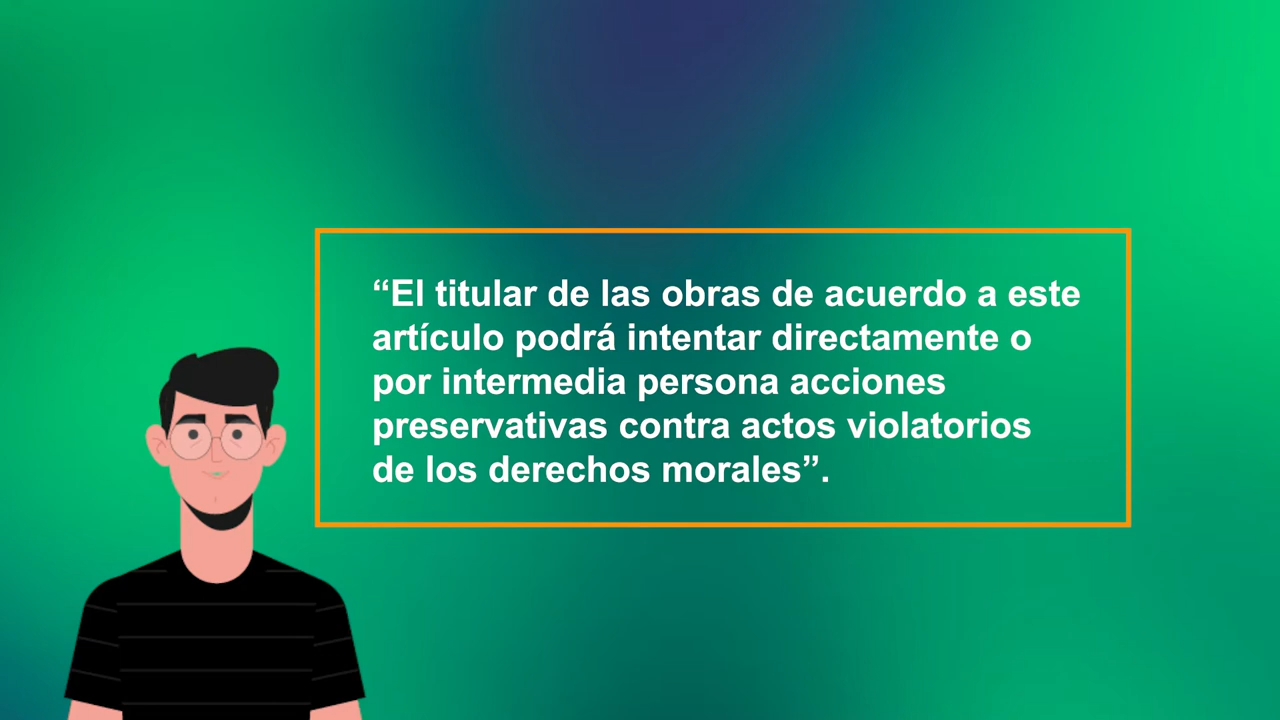 “El titular de las obras de acuerdo a este
artículo podrá intentar directamente o
por intermedia persona acciones
preservativas contra actos violatorios
de los derechos morales”.